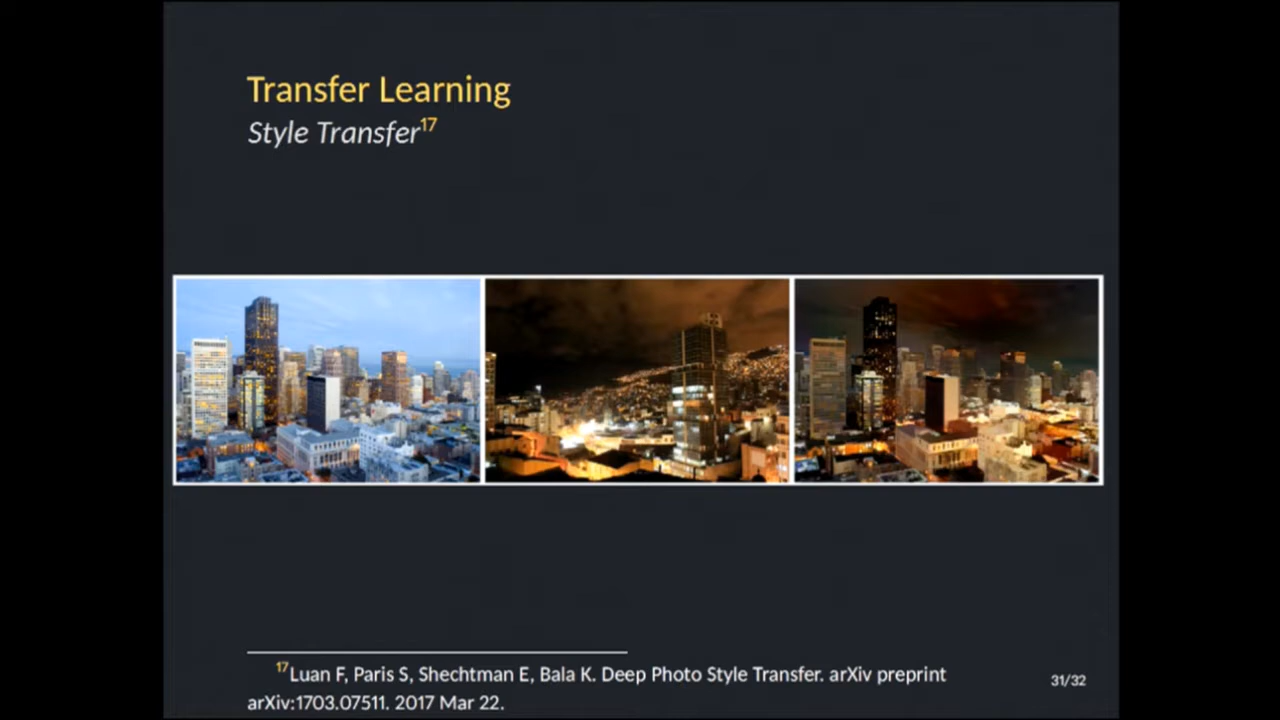 Transfer Learning
Style Transfer17
17Luan F, Paris S, Shechtman E, Bala K. Deep Photo Style Transfer. arXiv preprint
arXiv:1703.07511. 2017 Mar 22.
31/32